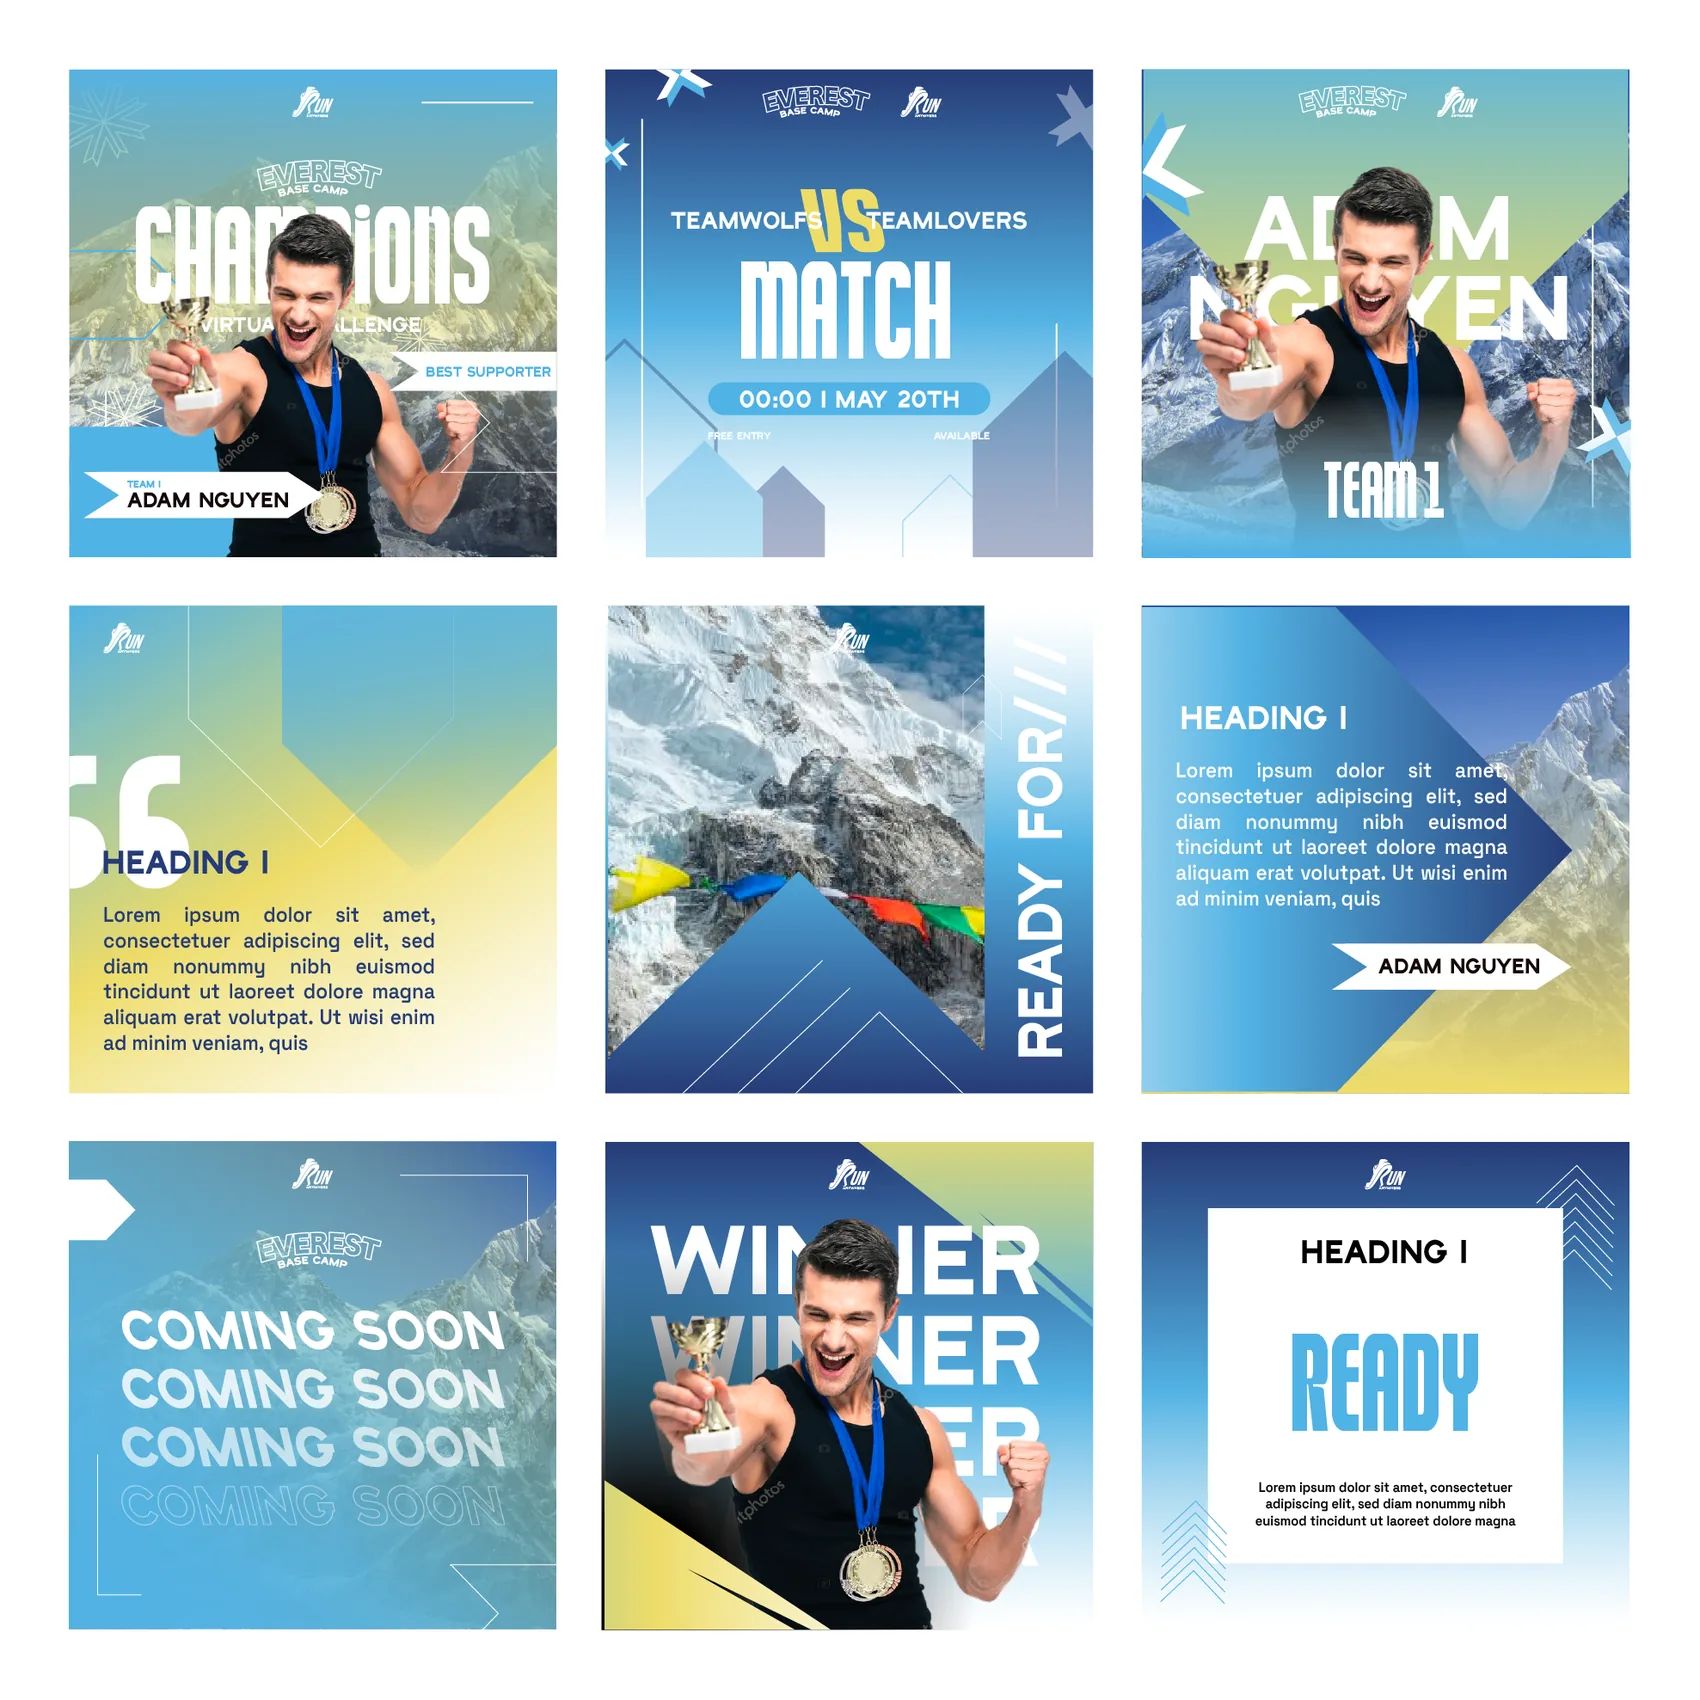 RUN
EVEREST
BASE CAMP
CHAMPIONS
VIRTUAL CHALLENGE
BEST SUPPORTER
TEAM 1
ADAM NGUYEN
EVEREST
BASE CAMP
RUN
TEAMWOLFS VS TEAMLOVERS
MATCH
00:00 | MAY 20TH
FREE ENTRY AVAILABLE
EVEREST
BASE CAMP
RUN
ADAM
NGUYEN
TEAM 1
RUN
“
HEADING 1
Lorem ipsum dolor sit amet,
consectetuer adipiscing elit, sed
diam nonummy nibh euismod
tincidunt ut laoreet dolore magna
aliquam erat volutpat. Ut wisi enim
ad minim veniam, quis
RUN
READY FOR////
HEADING 1
Lorem ipsum dolor sit amet,
consectetuer adipiscing elit, sed
diam nonummy nibh euismod
tincidunt ut laoreet dolore magna
aliquam erat volutpat. Ut wisi enim
ad minim veniam, quis
ADAM NGUYEN
RUN
EVEREST
BASE CAMP
COMING SOON
COMING SOON
COMING SOON
COMING SOON
RUN
WINNER
WINNER
RUN
HEADING 1
READY
Lorem ipsum dolor sit amet, consectetuer
adipiscing elit, sed diam nonummy nibh
euismod tincidunt ut laoreet dolore magna